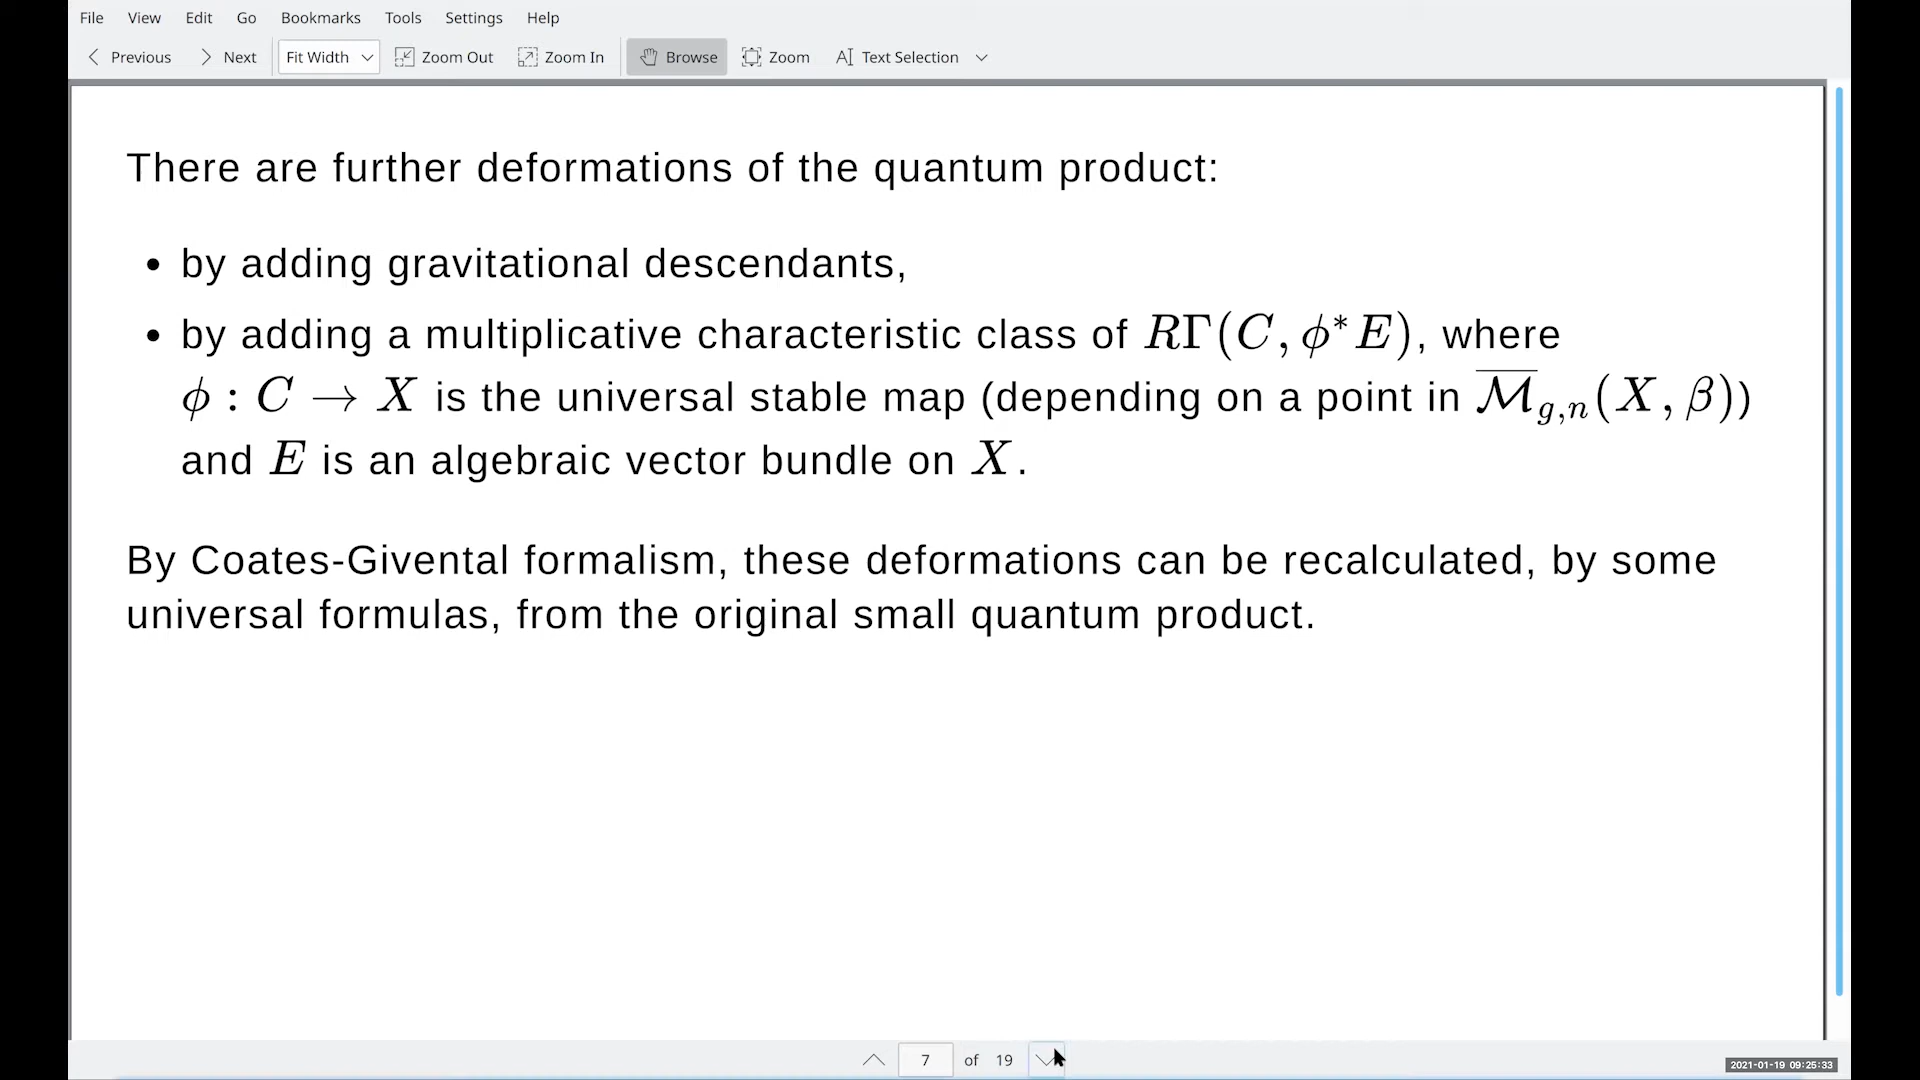 File View Edit Go Bookmarks Tools Settings Help
Previous Next Fit Width Zoom Out Zoom In Browse Zoom Text Selection
There are further deformations of the quantum product:
• by adding gravitational descendants,
• by adding a multiplicative characteristic class of RΓ(C, ϕ*E), where
ϕ : C → X is the universal stable map (depending on a point in $\overline{\mathcal{M}}_{g,n}(X, \beta)$)
and E is an algebraic vector bundle on X.
By Coates-Givental formalism, these deformations can be recalculated, by some
universal formulas, from the original small quantum product.
7 of 19
2021-01-19 09:25:33